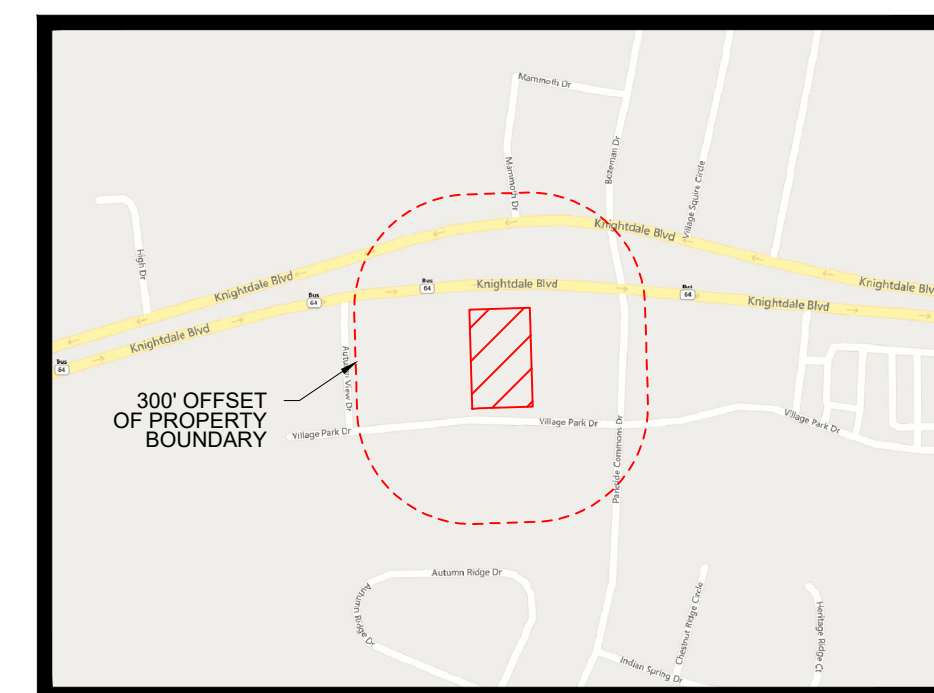 Mammoth Dr
Mammoth Dr
Bozeman Dr
Village Squire Circle
High Dr
Knightdale Blvd
Knightdale Blvd
Knightdale Blv
Knightdale Blvd
Bus
64
Knightdale Blvd
Bus
64
Bus
64
Knightdale Blvd
Knightdale Blvd
Bus
64
Autumn View Dr
300' OFFSET
OF PROPERTY
BOUNDARY
Village Park Dr
Village Park Dr
Village Park Dr
Parkside Commons Dr
Autumn Ridge Dr
Autumn Ridge Dr
Chestnut Ridge Circle
Heritage Ridge Ct
Indian Spring Dr